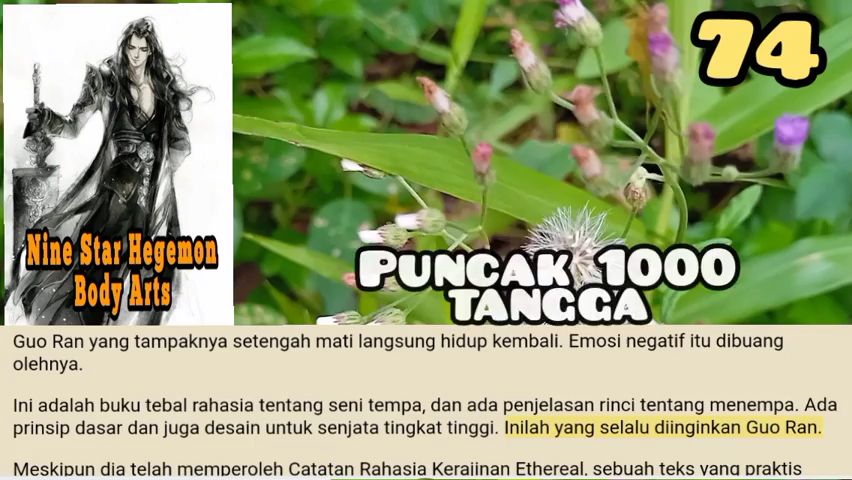 74
Nine Star Hegemon
Body Arts
PUNCAK 1000
TANGGA
Guo Ran yang tampaknya setengah mati langsung hidup kembali. Emosi negatif itu dibuang
olehnya.
Ini adalah buku tebal rahasia tentang seni tempa, dan ada penjelasan rinci tentang menempa. Ada
prinsip dasar dan juga desain untuk senjata tingkat tinggi. Inilah yang selalu diinginkan Guo Ran.
Meskipun dia telah memperoleh Catatan Rahasia Kerajinan Ethereal, sebuah teks yang praktis